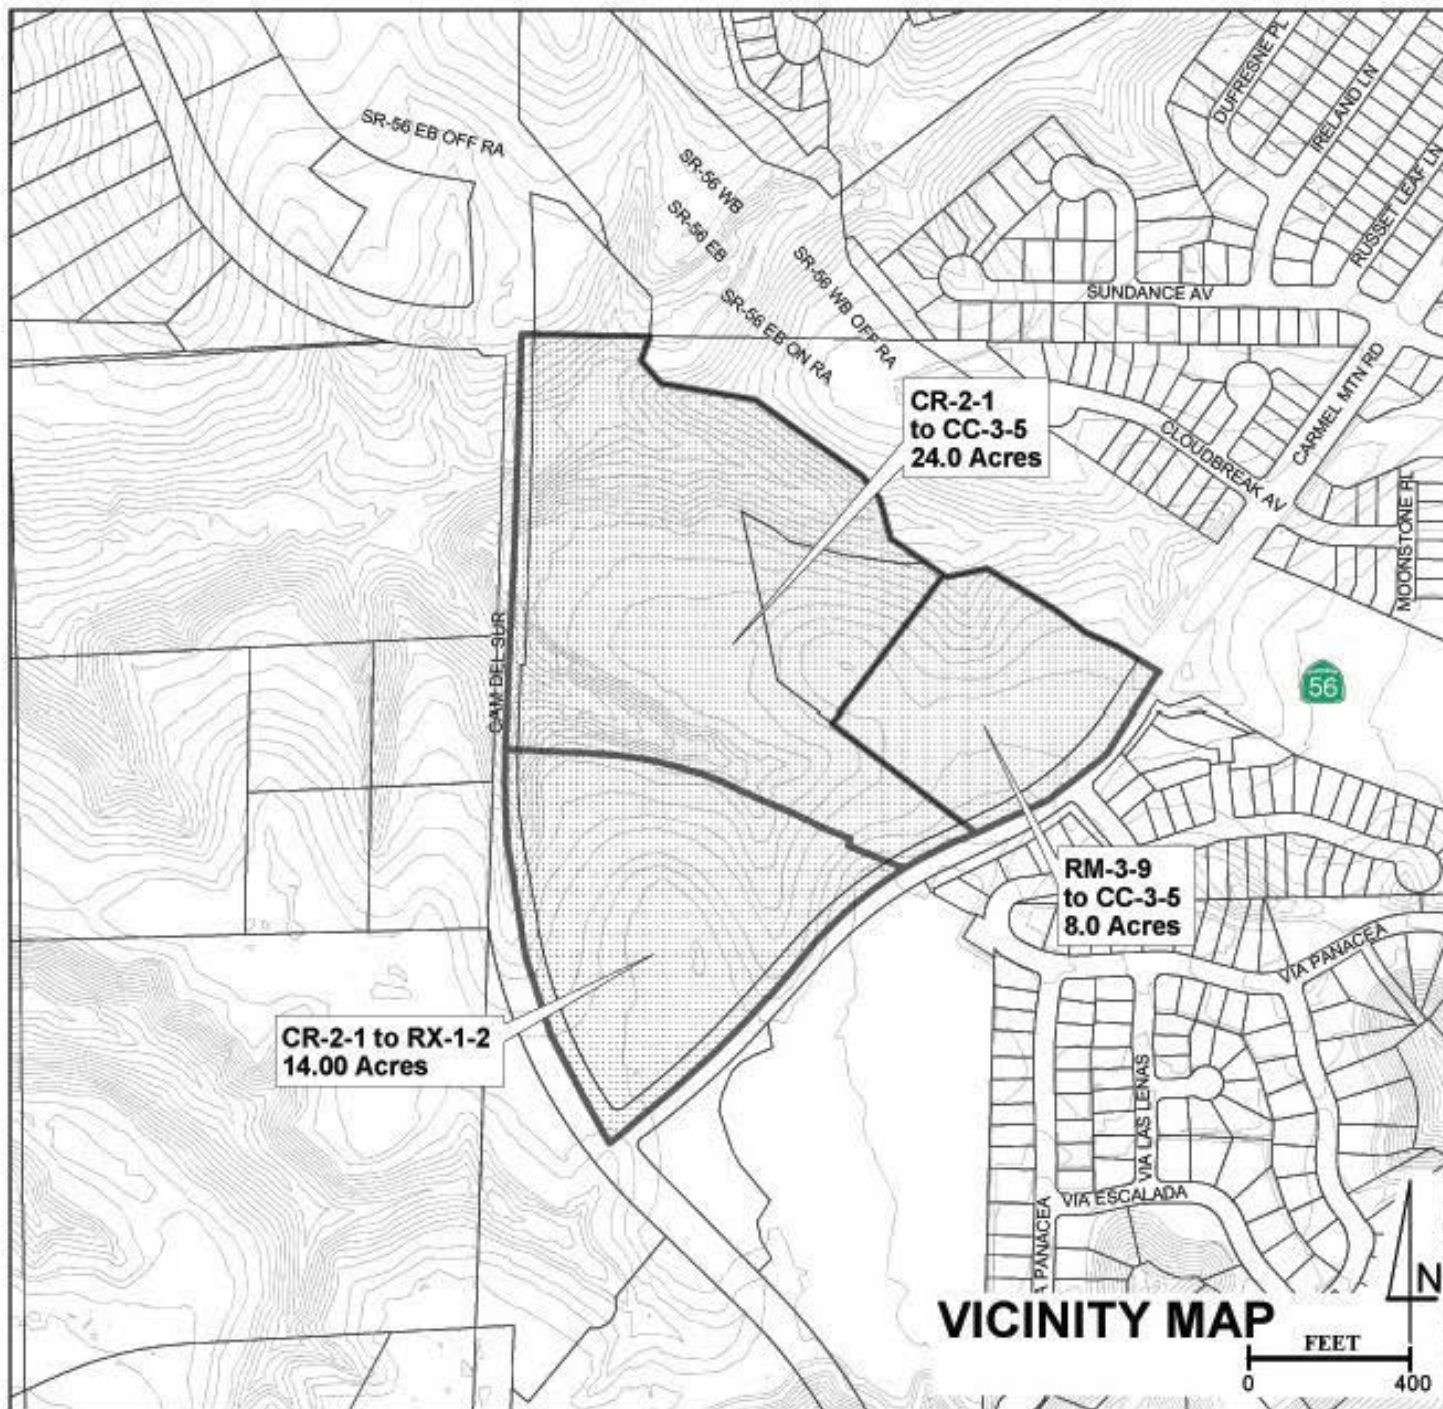 DUFRESNE PL
IRELAND LN
RUSSET LEAF LN
SR-56 EB OFF RA
SR-56 WB
SR-56 EB
SR-56 WB OFF RA
SR-56 EB ON RA
SUNDANCE AV
CARMEL MTN RD
CR-2-1
to CC-3-5
24.0 Acres
CLOUDBREAK AV
MOONSTONE PL
CAM DEL SUR
56
RM-3-9
to CC-3-5
8.0 Acres
VIA PANACEA
CR-2-1 to RX-1-2
14.00 Acres
VIA LAS LENAS
VIA ESCALADA
A PANACEA
N
VICINITY MAP
FEET
0 400